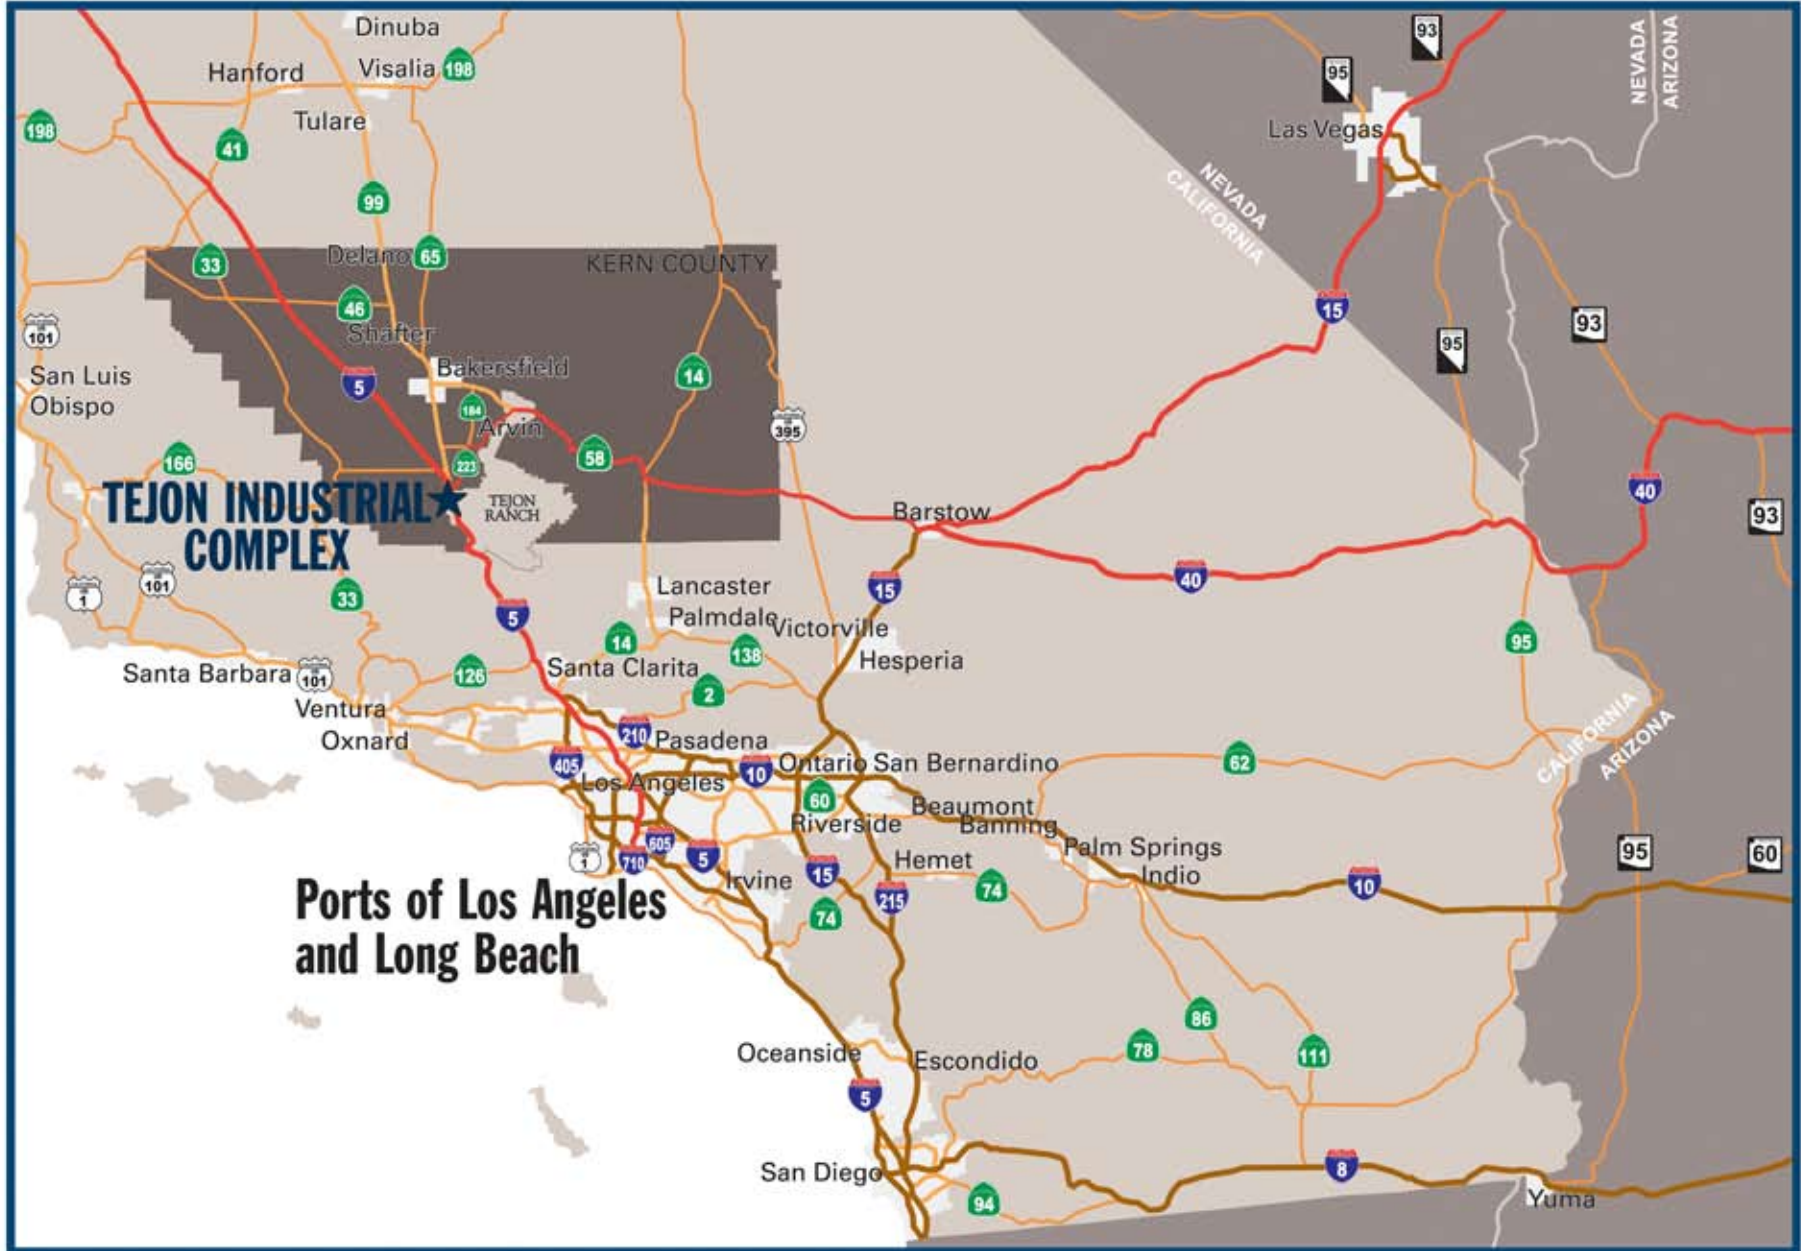 Dinuba
93
Hanford
Visalia
198
95
NEVADA
ARIZONA
198
Tulare
Las Vegas
41
99
NEVADA
CALIFORNIA
33
Delano
65
KERN COUNTY
46
15
101
Shafter
93
95
San Luis
Obispo
5
Bakersfield
14
184
Arvin
395
166
223
58
40
TEJON INDUSTRIAL
COMPLEX
TEJON
RANCH
Barstow
93
1
101
33
5
Lancaster
15
40
Palmdale
Victorville
14
138
95
Santa Barbara
101
126
Santa Clarita
Hesperia
2
Ventura
210
CALIFORNIA
ARIZONA
Oxnard
Pasadena
405
10
Ontario
San Bernardino
62
Los Angeles
60
Beaumont
Riverside
Banning
1
605
710
5
15
Hemet
Palm Springs
95
60
Irvine
Indio
74
10
Ports of Los Angeles
and Long Beach
74
215
86
78
111
Oceanside
Escondido
5
San Diego
8
94
Yuma